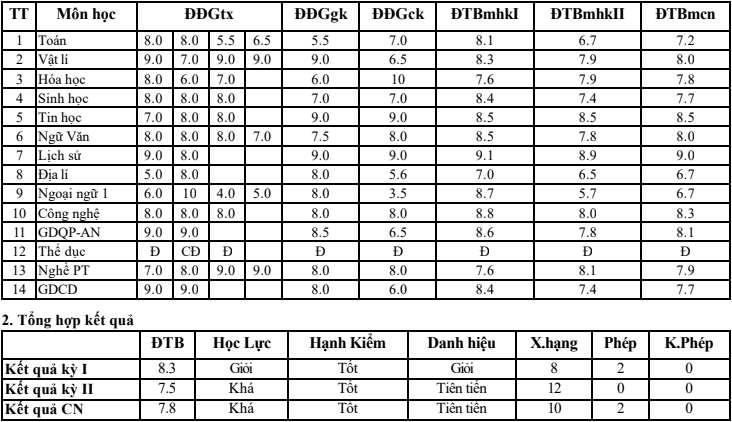 TT Môn học ĐĐGtx ĐĐGgk ĐĐGck ĐTBmhkI ĐTBmhkII ĐTBmcn
1 Toán 8.0 8.0 5.5 6.5 5.5 7.0 8.1 6.7 7.2
2 Vật lí 9.0 7.0 9.0 9.0 9.0 6.5 8.3 7.9 8.0
3 Hóa học 8.0 6.0 7.0 6.0 10 7.6 7.9 7.8
4 Sinh học 8.0 8.0 8.0 7.0 7.0 8.4 7.4 7.7
5 Tin học 7.0 8.0 8.0 9.0 9.0 8.5 8.5 8.5
6 Ngữ Văn 8.0 8.0 8.0 7.0 7.5 8.0 8.5 7.8 8.0
7 Lịch sử 9.0 8.0 9.0 9.0 9.1 8.9 9.0
8 Địa lí 5.0 8.0 8.0 5.6 7.0 6.5 6.7
9 Ngoại ngữ 1 6.0 10 4.0 5.0 8.0 3.5 8.7 5.7 6.7
10 Công nghệ 8.0 8.0 8.0 8.0 8.0 8.8 8.0 8.3
11 GDQP-AN 9.0 9.0 8.5 6.5 8.6 7.8 8.1
12 Thể dục Đ CĐ Đ Đ Đ Đ Đ Đ
13 Nghề PT 7.0 8.0 9.0 9.0 8.0 8.0 7.6 8.1 7.9
14 GDCD 9.0 9.0 8.0 6.0 8.4 7.4 7.7
2. Tổng hợp kết quả
ĐTB Học Lực Hạnh Kiểm Danh hiệu X.hạng Phép K.Phép
Kết quả kỳ I 8.3 Giỏi Tốt Giỏi 8 2 0
Kết quả kỳ II 7.5 Khá Tốt Tiên tiến 12 0 0
Kết quả CN 7.8 Khá Tốt Tiên tiến 10 2 0